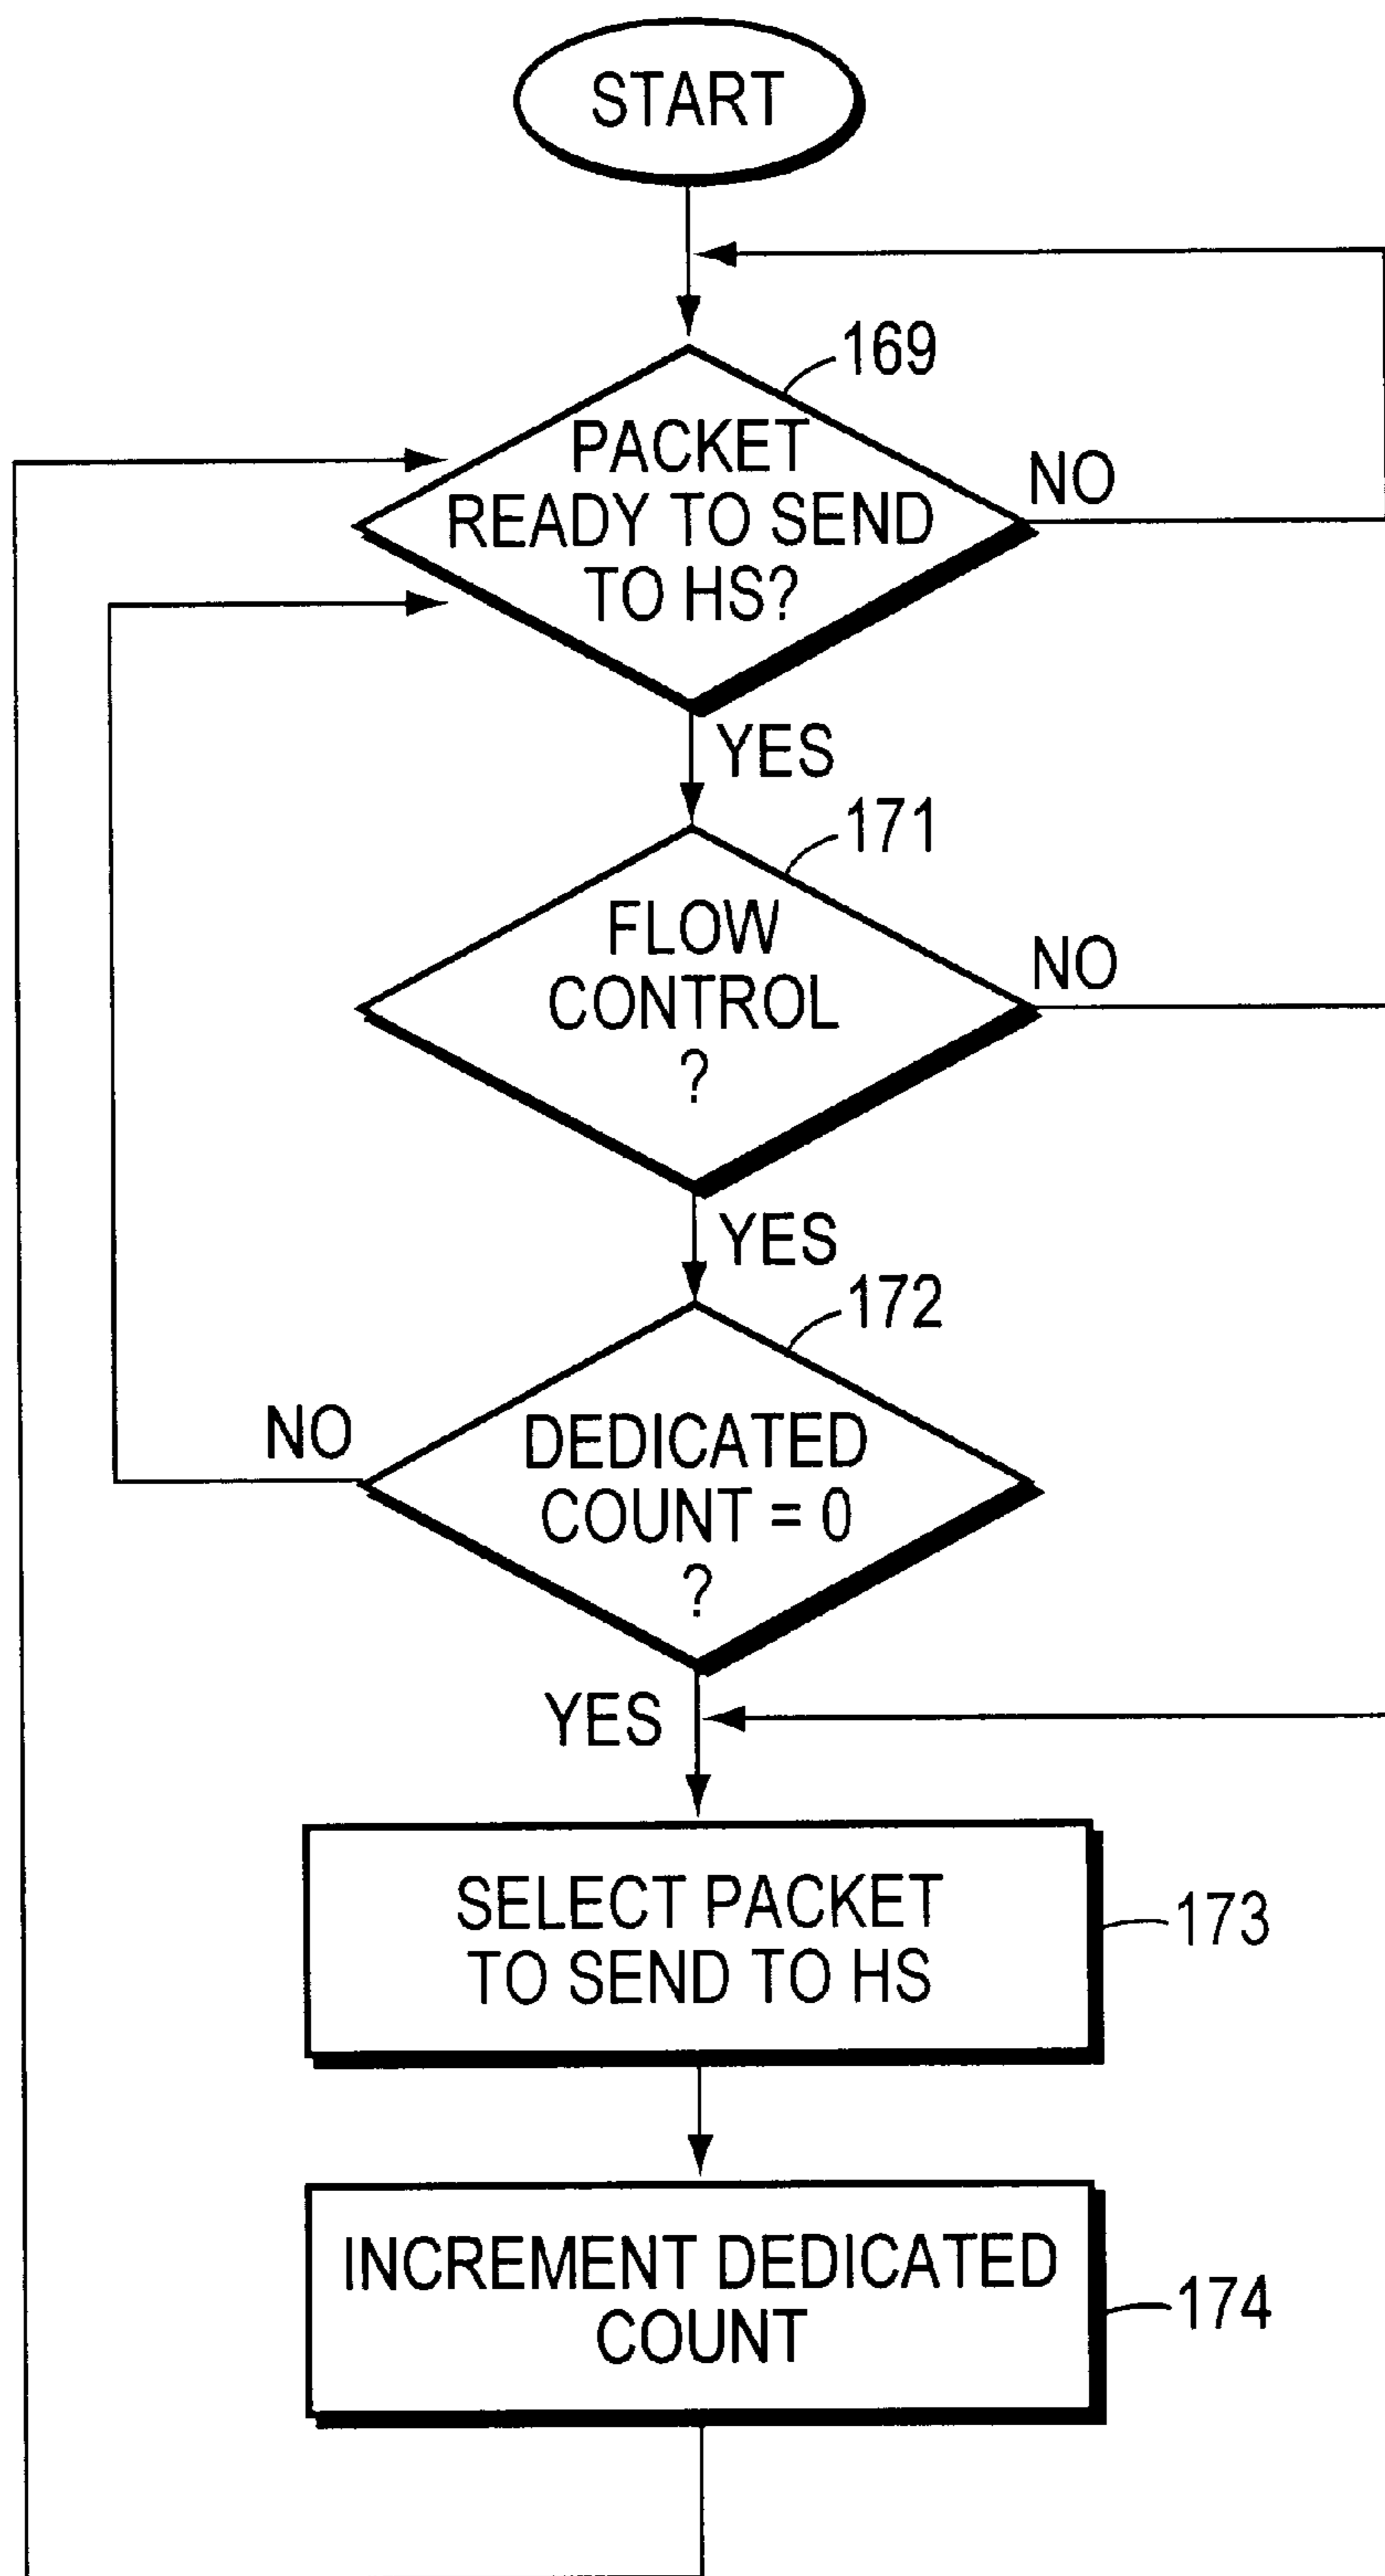 START
169
PACKET
READY TO SEND
TO HS?
NO
YES
171
FLOW
CONTROL
?
NO
YES
172
DEDICATED
COUNT = 0
?
NO
YES
SELECT PACKET
TO SEND TO HS
173
INCREMENT DEDICATED
COUNT
174